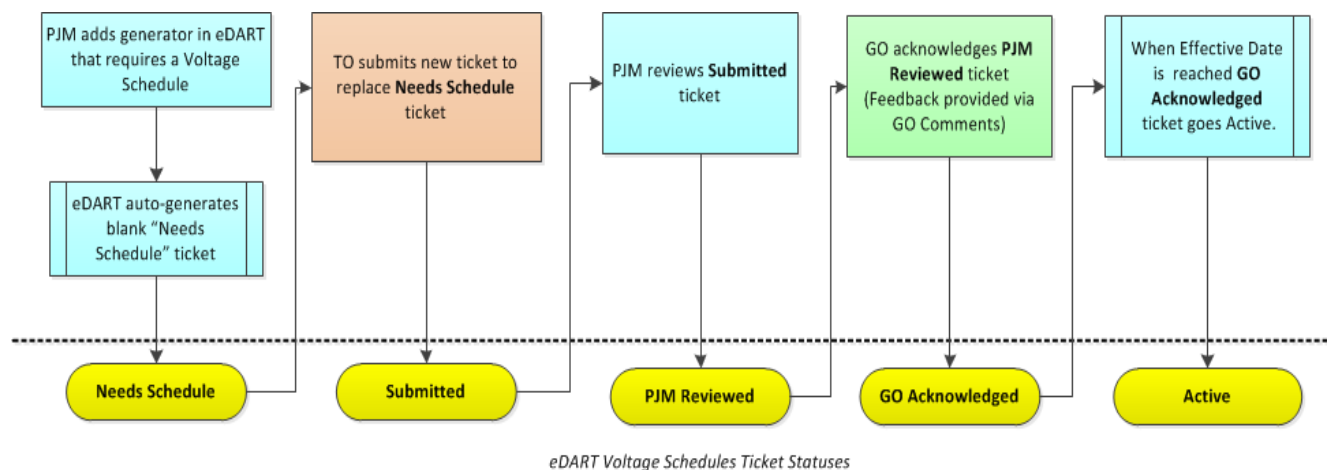 PJM adds generator in eDART
that requires a Voltage
Schedule
eDART auto-generates
blank “Needs
Schedule” ticket
TO submits new ticket to
replace Needs Schedule
ticket
PJM reviews Submitted
ticket
GO acknowledges PJM
Reviewed ticket
(Feedback provided via
GO Comments)
When Effective Date
is reached GO
Acknowledged
ticket goes Active.
Needs Schedule
Submitted
PJM Reviewed
GO Acknowledged
Active
eDART Voltage Schedules Ticket Statuses